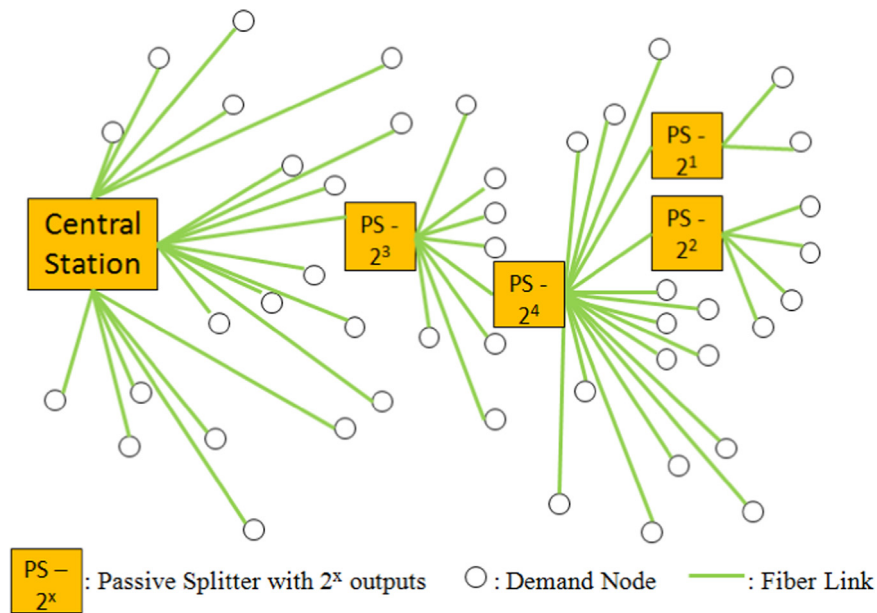 Central
Station
PS -
2³
PS -
2⁴
PS -
2¹
PS -
2²
PS –
2ˣ
: Passive Splitter with 2ˣ outputs
: Demand Node
: Fiber Link